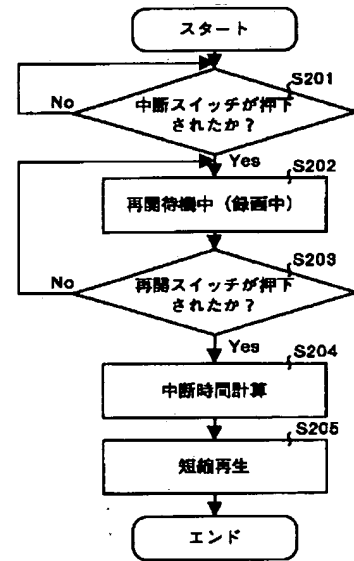 スタート
S201
中断スイッチが押下
されたか?
No
Yes
S202
再開待機中(録画中)
S203
再開スイッチが押下
されたか?
No
Yes
S204
中断時間計算
S205
短縮再生
エンド